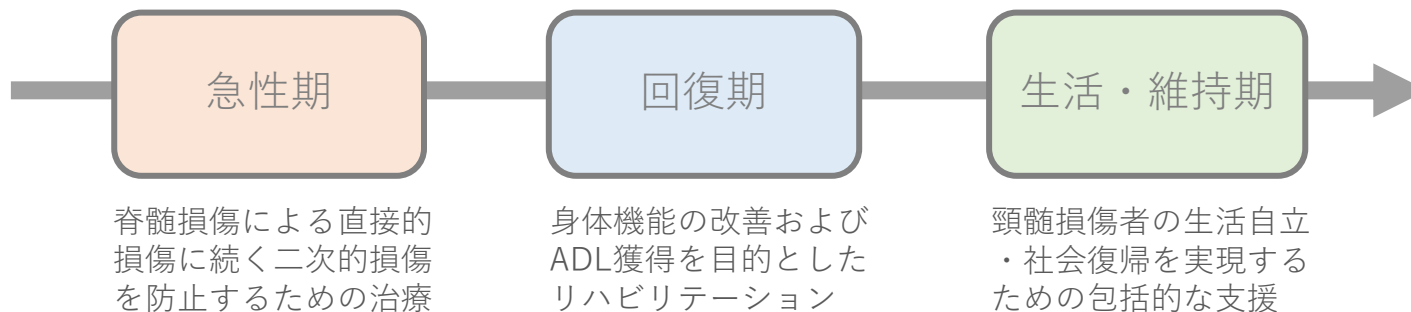 急性期
回復期
生活・維持期
脊髄損傷による直接的
損傷に続く二次的損傷
を防止するための治療
身体機能の改善および
ADL獲得を目的とした
リハビリテーション
頸髄損傷者の生活自立
・社会復帰を実現する
ための包括的な支援